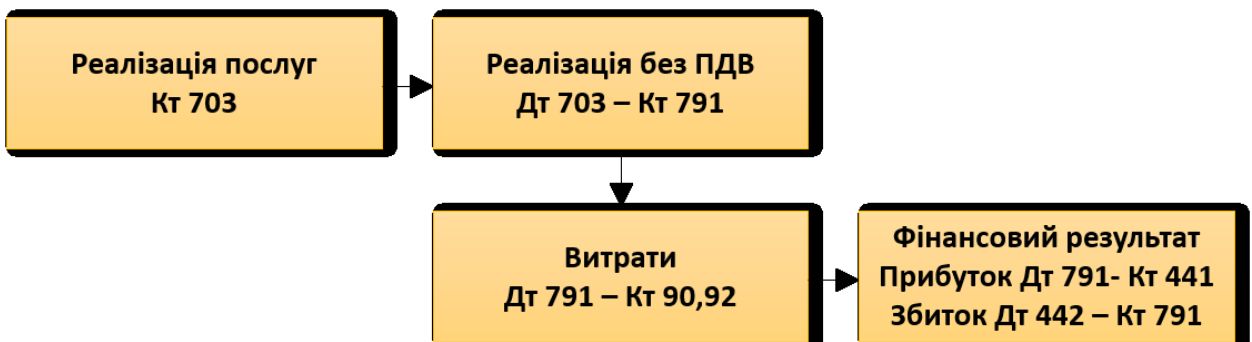 Реалізація послуг
Кт 703
Реалізація без ПДВ
Дт 703 – Кт 791
Витрати
Дт 791 – Кт 90,92
Фінансовий результат
Прибуток Дт 791- Кт 441
Збиток Дт 442 – Кт 791